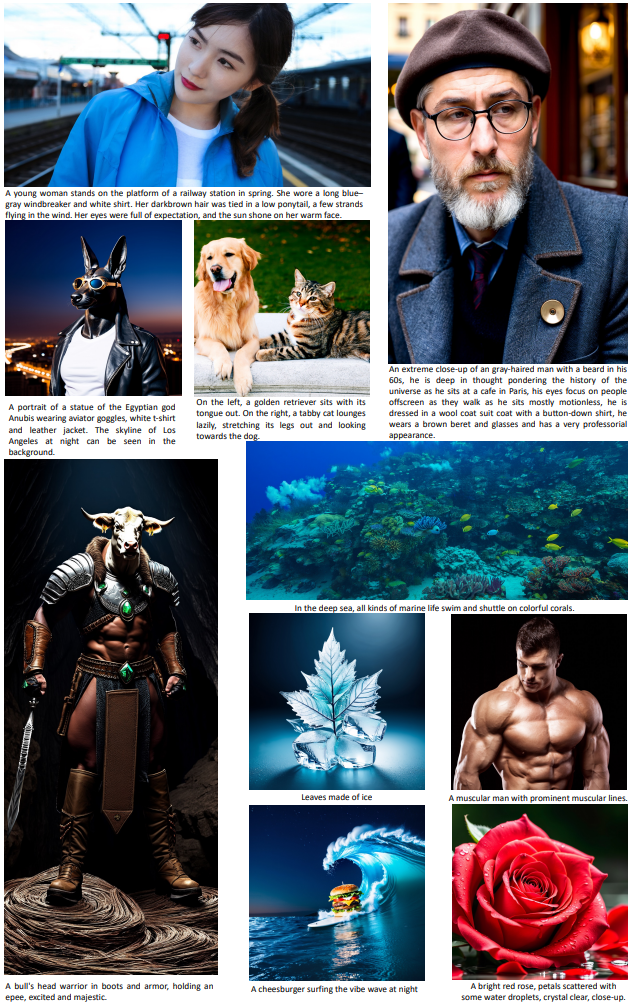 A young woman stands on the platform of a railway station in spring. She wore a long blue–
gray windbreaker and white shirt. Her darkbrown hair was tied in a low ponytail, a few strands
flying in the wind. Her eyes were full of expectation, and the sun shone on her warm face.
An extreme close-up of an gray-haired man with a beard in his
60s, he is deep in thought pondering the history of the
universe as he sits at a cafe in Paris, his eyes focus on people
offscreen as they walk as he sits mostly motionless, he is
dressed in a wool coat suit coat with a button-down shirt, he
wears a brown beret and glasses and has a very professorial
appearance.
A portrait of a statue of the Egyptian god
Anubis wearing aviator goggles, white t-shirt
and leather jacket. The skyline of Los
Angeles at night can be seen in the
background.
On the left, a golden retriever sits with its
tongue out. On the right, a tabby cat lounges
lazily, stretching its legs out and looking
towards the dog.
In the deep sea, all kinds of marine life swim and shuttle on colorful corals.
Leaves made of ice
A muscular man with prominent muscular lines.
A bull's head warrior in boots and armor, holding an
epee, excited and majestic.
A cheesburger surfing the vibe wave at night
A bright red rose, petals scattered with
some water droplets, crystal clear, close-up.